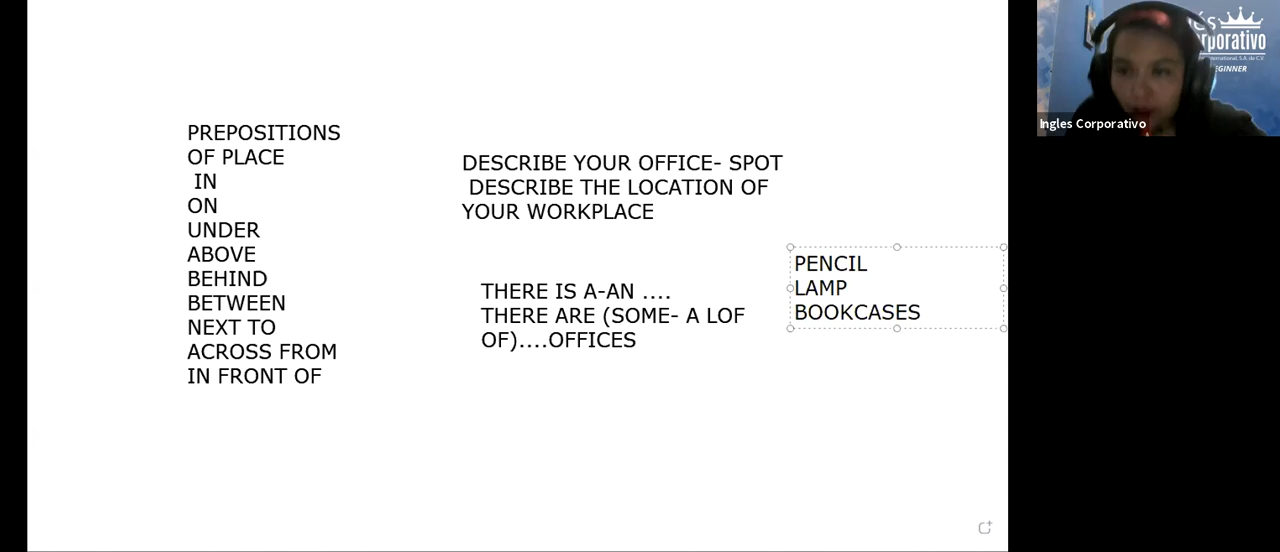 PREPOSITIONS
OF PLACE
IN
ON
UNDER
ABOVE
BEHIND
BETWEEN
NEXT TO
ACROSS FROM
IN FRONT OF
DESCRIBE YOUR OFFICE- SPOT
DESCRIBE THE LOCATION OF
YOUR WORKPLACE
THERE IS A-AN ....
THERE ARE (SOME- A LOF
OF)....OFFICES
PENCIL
LAMP
BOOKCASES
Ingles Corporativo